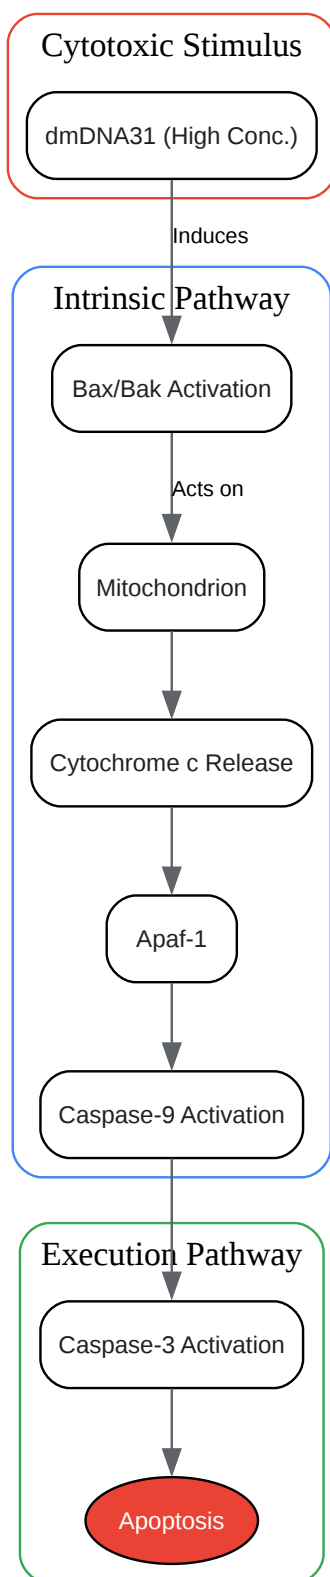 Cytotoxic Stimulus
dmDNA31 (High Conc.)
Induces
Intrinsic Pathway
Bax/Bak Activation
Acts on
Mitochondrion
Cytochrome c Release
Apaf-1
Caspase-9 Activation
Execution Pathway
Caspase-3 Activation
Apoptosis